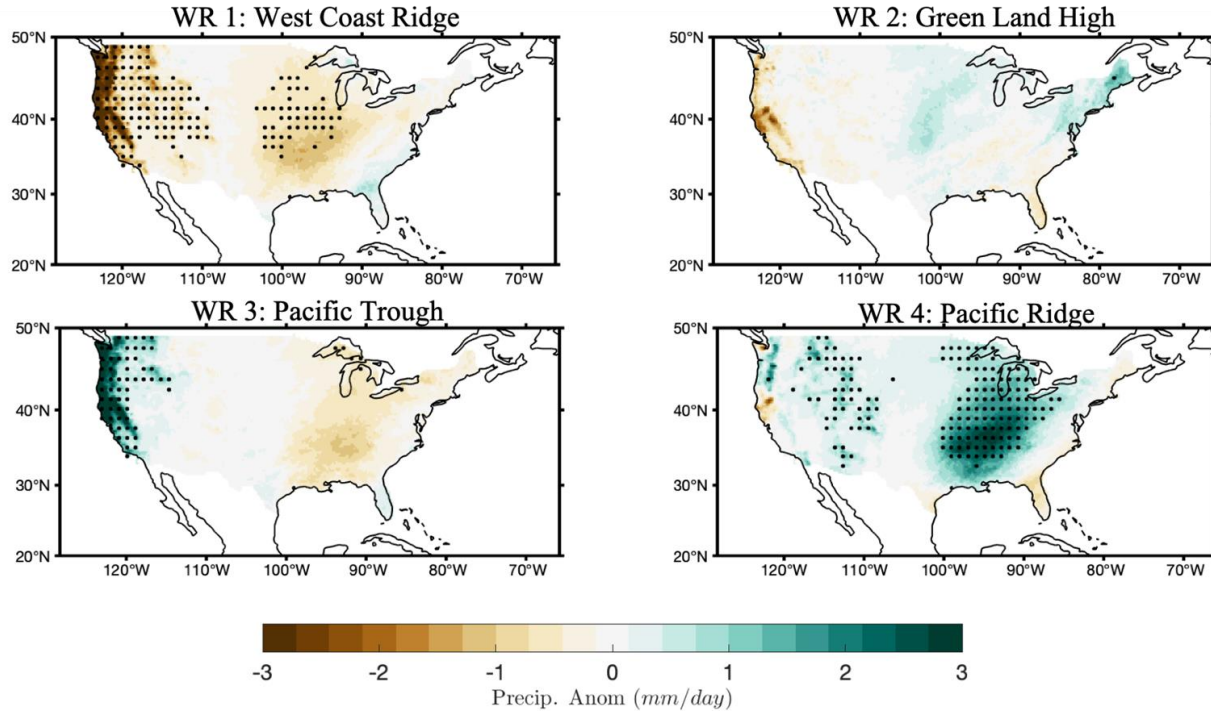 WR 1: West Coast Ridge
WR 2: Green Land High
50°N
40°N
30°N
20°N
120°W 110°W 100°W 90°W 80°W 70°W
50°N
40°N
30°N
20°N
120°W 110°W 100°W 90°W 80°W 70°W
WR 3: Pacific Trough
WR 4: Pacific Ridge
50°N
40°N
30°N
20°N
120°W 110°W 100°W 90°W 80°W 70°W
50°N
40°N
30°N
20°N
120°W 110°W 100°W 90°W 80°W 70°W
-3 -2 -1 0 1 2 3
Precip. Anom (mm/day)